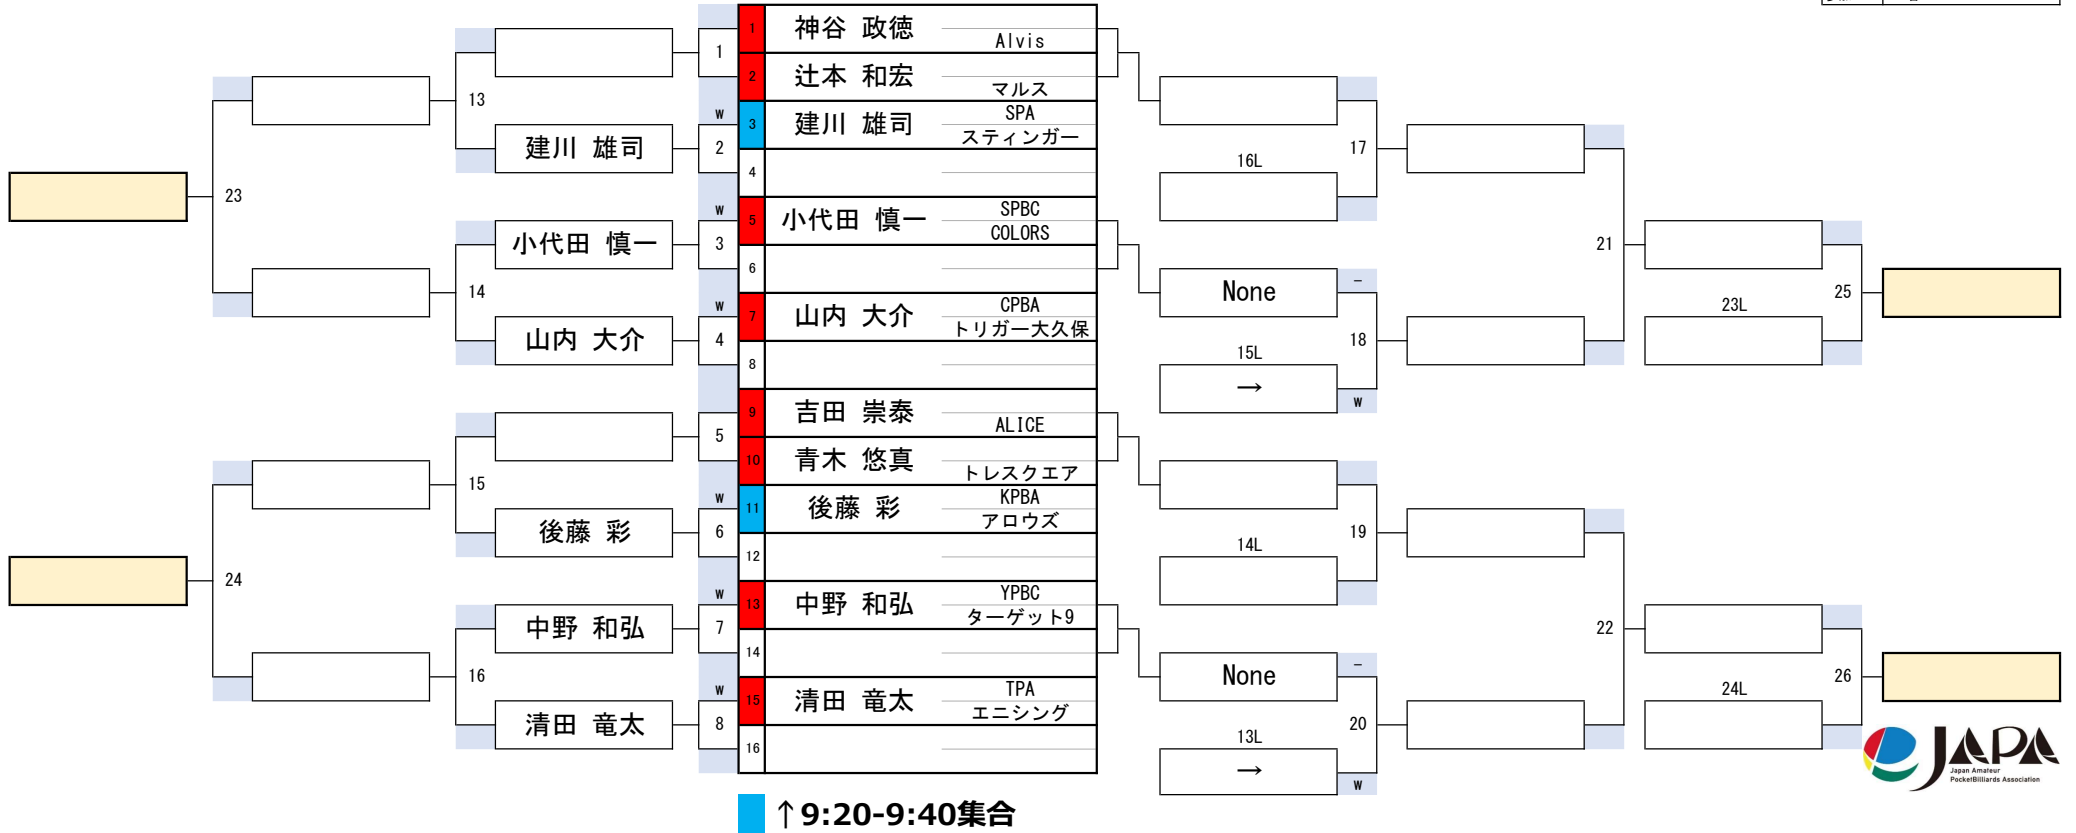 1 神谷 政徳 Alvis
2 辻本 和宏 マルス
3 建川 雄司 SPA スティンガー
4
5 小代田 慎一 SPBC COLORS
6
7 山内 大介 CPBA トリガー大久保
8
9 吉田 崇泰 ALICE
10 青木 悠真 トレスクエア
11 後藤 彩 KPBA アロウズ
12
13 中野 和弘 YPBC ターゲット9
14
15 清田 竜太 TPA エニシング
16
1
W
2
W
3
W
4
5
W
6
W
7
W
8
13
建川 雄司
小代田 慎一
14
山内 大介
15
後藤 彩
中野 和弘
16
清田 竜太
23
24
17
16L
None -
18
15L
→
W
19
14L
None -
20
13L
→
W
21
22
23L
25
24L
26
↑9:20-9:40集合
JAPA
Japan Amateur
PocketBilliards Association